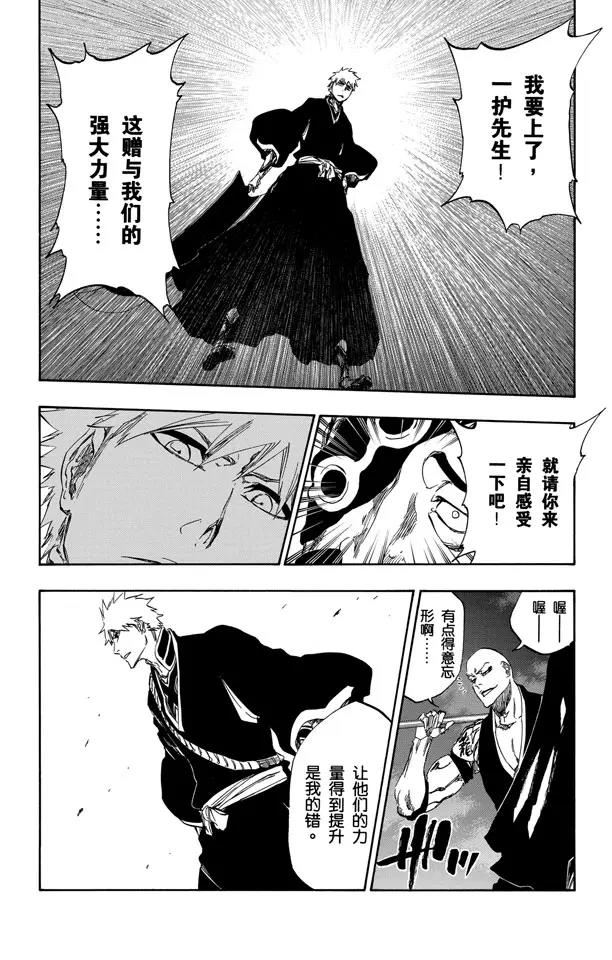 我要上了，
一护先生！
这赠与我们的
强大力量……
就请你来
亲自感受
一下吧！
喔——
喔——
有点得意忘
形啊……
让他们的力
量得到提升
是我的错。